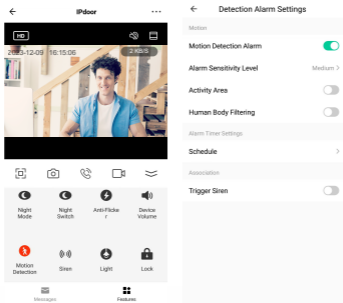 IPdoor
HD
2023-12-09 16:15:06
2 KB/S
Night
Mode
Night
Switch
Anti-Flicke
r
Device
Volume
Motion
Detection
Siren
Light
Lock
Messages
Features
Detection Alarm Settings
Motion
Motion Detection Alarm
Alarm Sensitivity Level
Medium
Activity Area
Human Body Filtering
Alarm Timer Settings
Schedule
Association
Trigger Siren